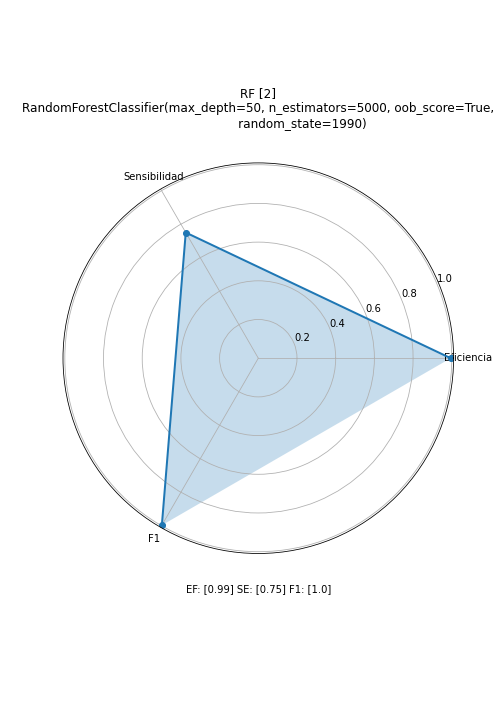 RF [2]
RandomForestClassifier(max_depth=50, n_estimators=5000, oob_score=True,
random_state=1990)
Sensibilidad
1.0
0.8
0.6
0.4
0.2
Eficiencia
F1
EF: [0.99] SE: [0.75] F1: [1.0]